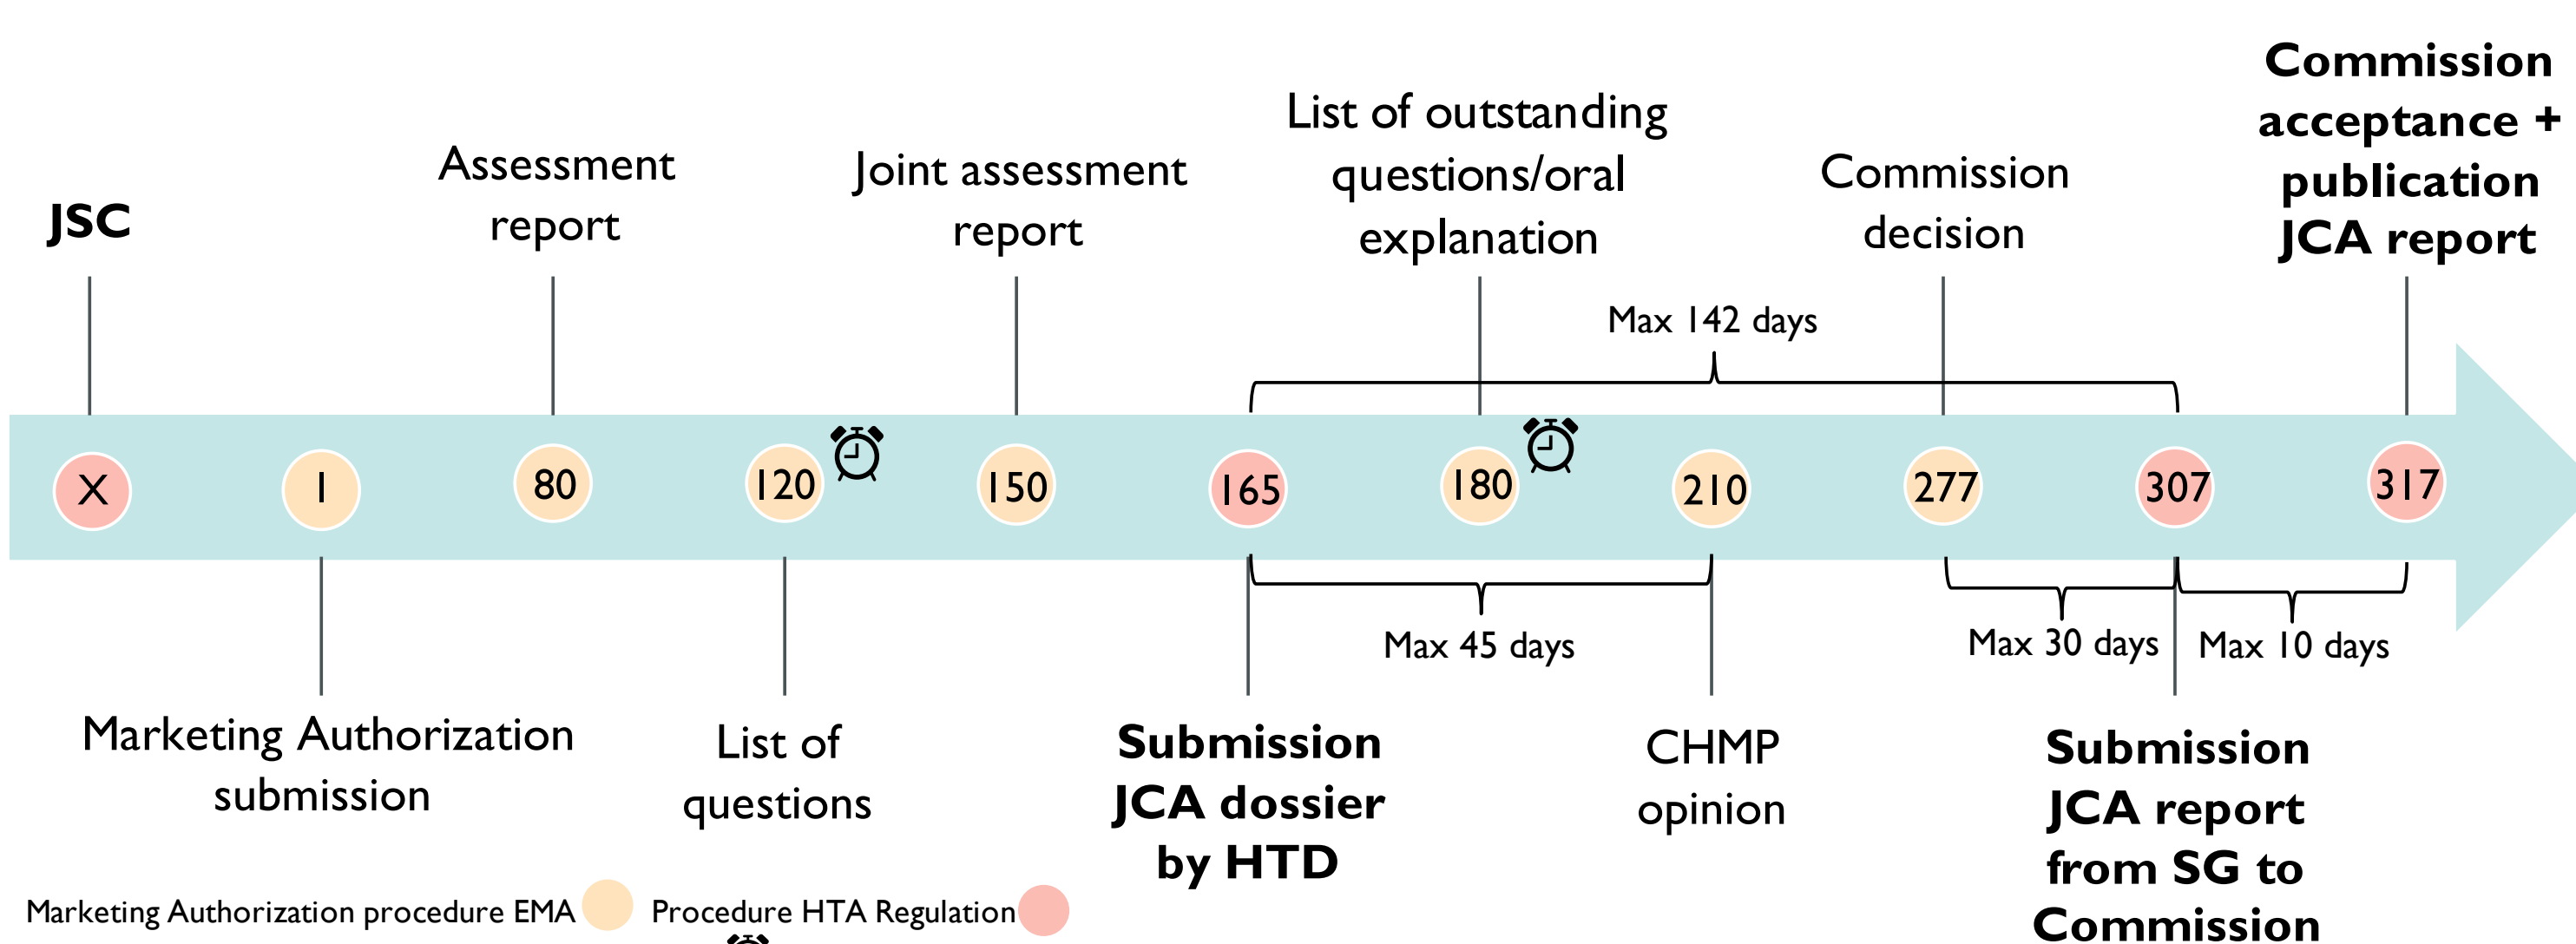 JSC
Assessment
report
Joint assessment
report
List of outstanding
questions/oral
explanation
Commission
decision
Commission
acceptance +
publication
JCA report
Max 142 days
X
1
80
120
150
165
180
210
277
307
317
Max 45 days
Max 30 days
Max 10 days
Marketing Authorization
submission
List of
questions
Submission
JCA dossier
by HTD
CHMP
opinion
Submission
JCA report
from SG to
Commission
Marketing Authorization procedure EMA
Procedure HTA Regulation